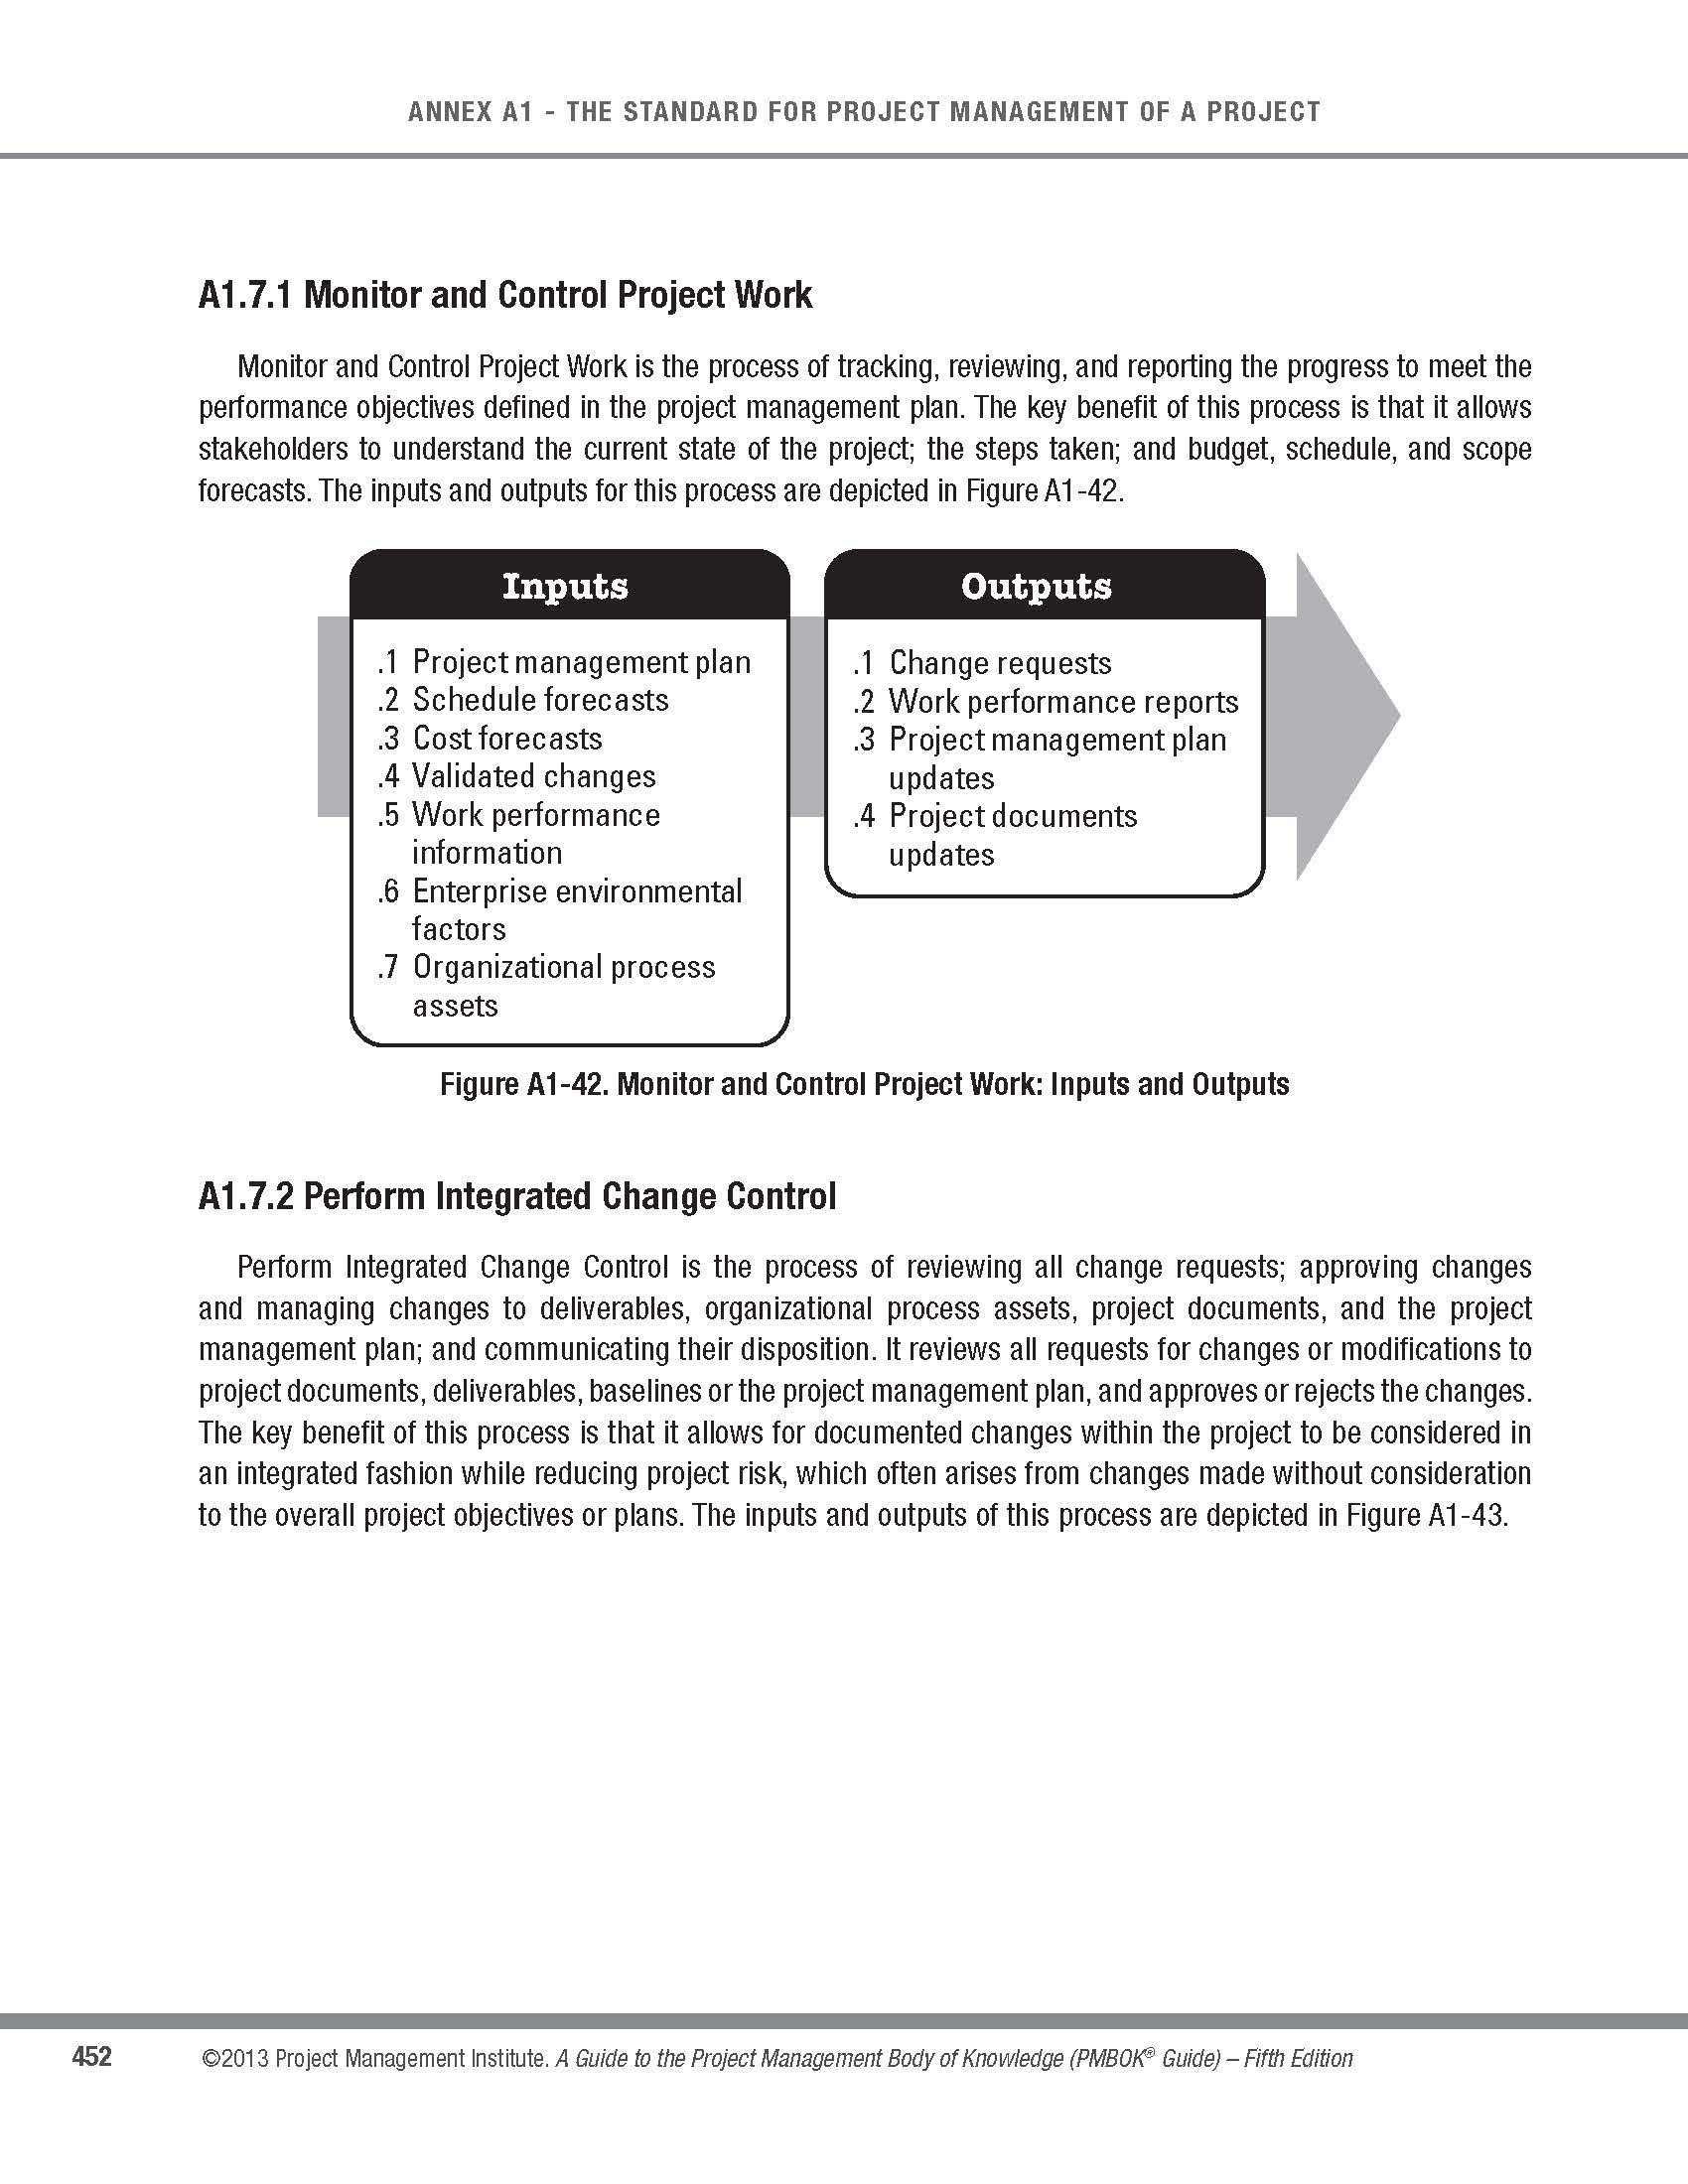 ANNEX A1 - THE STANDARD FOR PROJECT MANAGEMENT OF A PROJECT
A1.7.1 Monitor and Control Project Work
Monitor and Control Project Work is the process of tracking, reviewing, and reporting the progress to meet the
performance objectives defined in the project management plan. The key benefit of this process is that it allows
stakeholders to understand the current state of the project; the steps taken; and budget, schedule, and scope
forecasts. The inputs and outputs for this process are depicted in Figure A1-42.
Inputs
.1 Project management plan
.2 Schedule forecasts
.3 Cost forecasts
.4 Validated changes
.5 Work performance
information
.6 Enterprise environmental
factors
.7 Organizational process
assets
Outputs
.1 Change requests
.2 Work performance reports
.3 Project management plan
updates
.4 Project documents
updates
Figure A1-42. Monitor and Control Project Work: Inputs and Outputs
A1.7.2 Perform Integrated Change Control
Perform Integrated Change Control is the process of reviewing all change requests; approving changes
and managing changes to deliverables, organizational process assets, project documents, and the project
management plan; and communicating their disposition. It reviews all requests for changes or modifications to
project documents, deliverables, baselines or the project management plan, and approves or rejects the changes.
The key benefit of this process is that it allows for documented changes within the project to be considered in
an integrated fashion while reducing project risk, which often arises from changes made without consideration
to the overall project objectives or plans. The inputs and outputs of this process are depicted in Figure A1-43.
452 ©2013 Project Management Institute. A Guide to the Project Management Body of Knowledge (PMBOK® Guide) – Fifth Edition